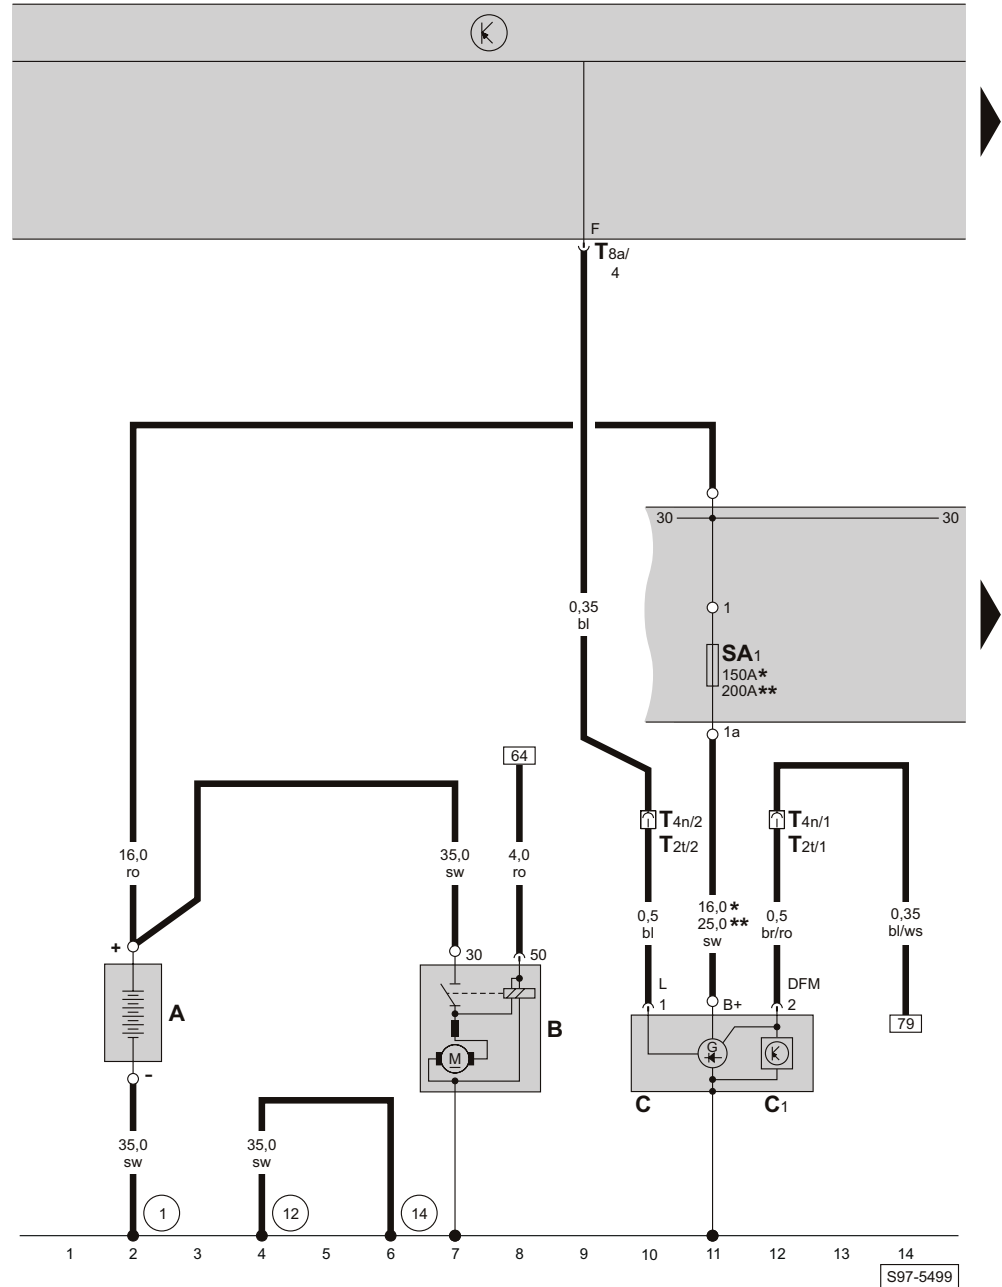 F
T8a/
4
30
30
0,35
bl
1
SA1
150A*
200A**
1a
64
T4n/2
T2t/2
T4n/1
T2t/1
16,0
ro
35,0
sw
4,0
ro
0,5
bl
16,0*
25,0**
sw
0,5
br/ro
0,35
bl/ws
+
30
50
L
1
B+
DFM
2
A
B
79
M
G
-
C
C1
35,0
sw
35,0
sw
1
12
14
1 2 3 4 5 6 7 8 9 10 11 12 13 14
S97-5499